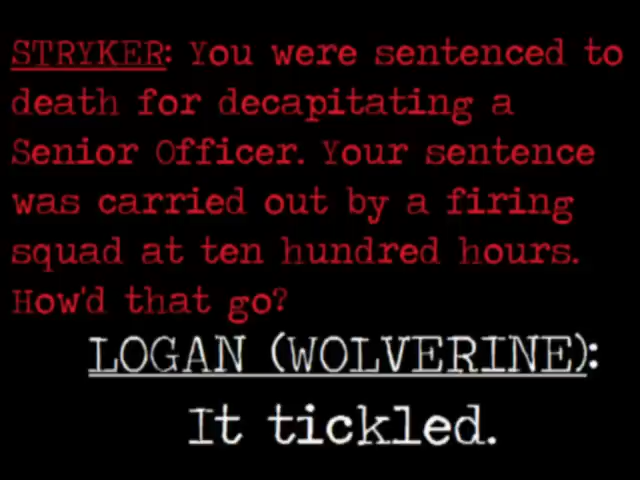 STRYKER: You were sentenced to
death for decapitating a
Senior Officer. Your sentence
was carried out by a firing
squad at ten hundred hours.
How'd that go?
LOGAN (WOLVERINE):
It tickled.